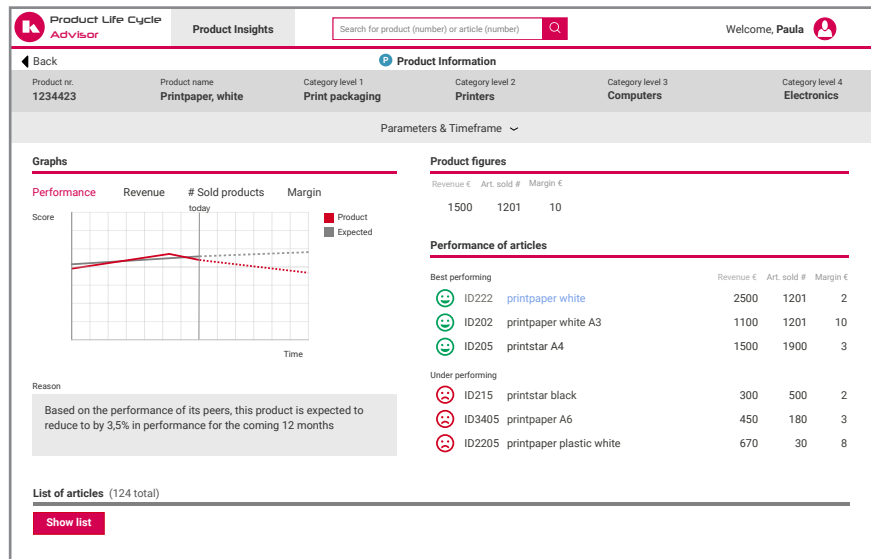 Product Life Cycle
Advisor
Product Insights
Search for product (number) or article (number)
Welcome, Paula
Back
P Product Information
Product nr. Product name Category level 1 Category level 2 Category level 3 Category level 4
1234423 Printpaper, white Print packaging Printers Computers Electronics
Parameters & Timeframe
Graphs
Performance Revenue # Sold products Margin
today
Score
Product
Expected
Time
Reason
Based on the performance of its peers, this product is expected to
reduce to by 3,5% in performance for the coming 12 months
Product figures
Revenue € Art. sold # Margin €
1500 1201 10
Performance of articles
Best performing Revenue € Art. sold # Margin €
ID222 printpaper white 2500 1201 2
ID202 printpaper white A3 1100 1201 10
ID205 printstar A4 1500 1900 3
Under performing
ID215 printstar black 300 500 2
ID3405 printpaper A6 450 180 3
ID2205 printpaper plastic white 670 30 8
List of articles (124 total)
Show list